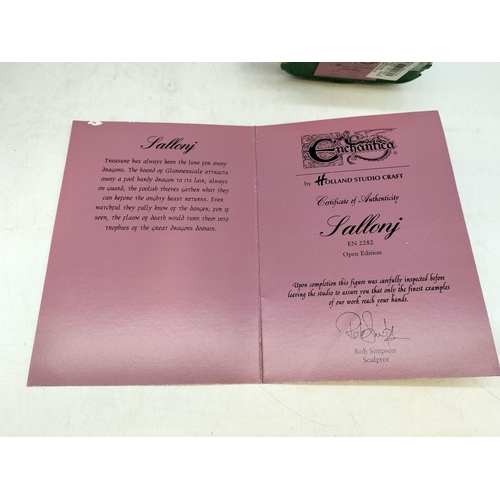 Sallonj
Treasure has always been the lure for many
dragons. The hoard of Glammerscale attracts
many a fool hardy dragon to its lair, always
on guard, the foolish thieves gather what they
can before the mighty beast returns. Ever
watchful they fully know of the danger, for if
seen, the flame of death would turn them into
trophies of the great dragons domain.
Enchantica ®
by HOLLAND STUDIO CRAFT
Certificate of Authenticity
Sallonj
EN 2282
Open Edition
Upon completion this figure was carefully inspected before
leaving the studio to assure you that only the finest examples
of our work reach your hands.
Rob Simpson
Sculptor